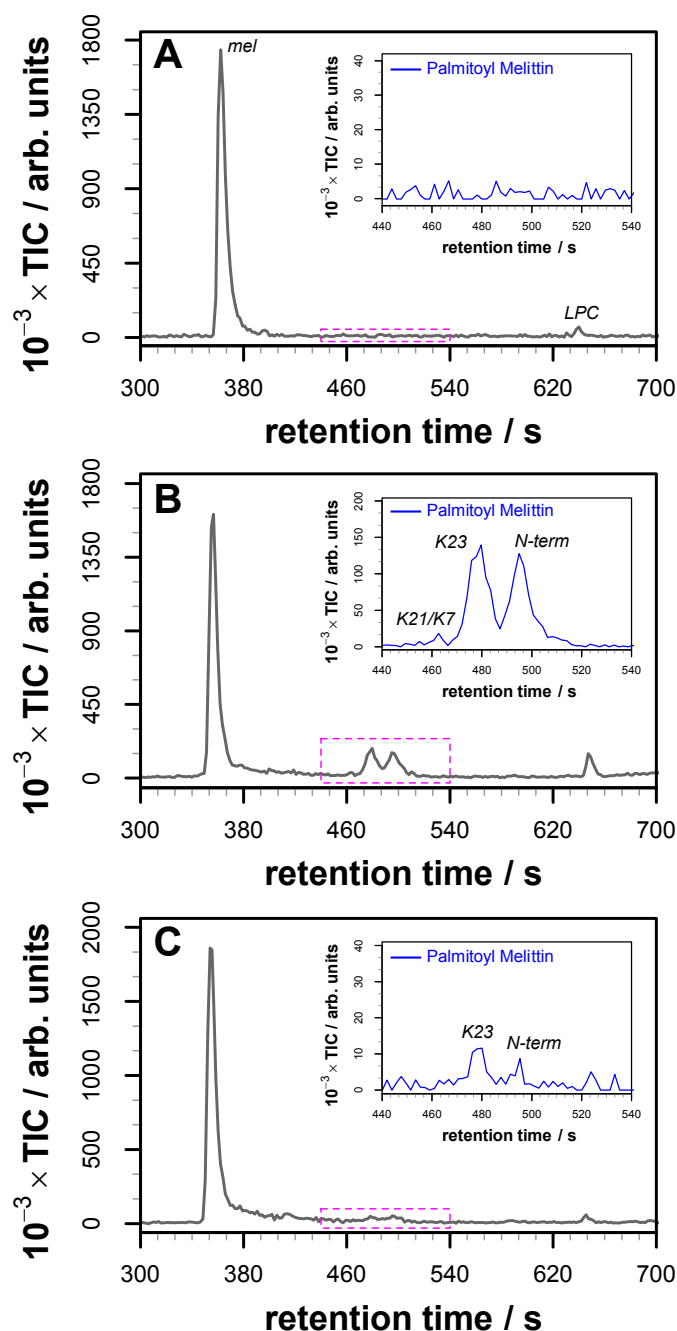 A
mel
LPC
10⁻³ × TIC / arb. units
1800
1350
900
450
0
300 380 460 540 620 700
retention time / s
Palmitoyl Melittin
10⁻³ × TIC / arb. units
40
30
20
10
0
440 460 480 500 520 540
retention time / s
B
10⁻³ × TIC / arb. units
1800
1350
900
450
0
300 380 460 540 620 700
retention time / s
Palmitoyl Melittin
K23
N-term
K21/K7
10⁻³ × TIC / arb. units
200
150
100
50
0
440 460 480 500 520 540
retention time / s
C
10⁻³ × TIC / arb. units
2000
1500
1000
500
0
300 380 460 540 620 700
retention time / s
Palmitoyl Melittin
K23
N-term
10⁻³ × TIC / arb. units
40
30
20
10
0
440 460 480 500 520 540
retention time / s